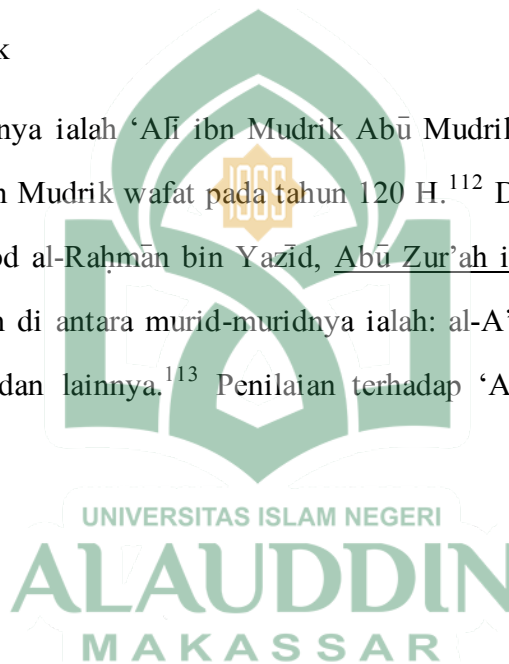 k
nya ialah ‘Alī ibn Mudrik Abū Mudrik
n Mudrik wafat pada tahun 120 H.112 D
od al-Raḥmān bin Yazīd, Abū Zur’ah i
n di antara murid-muridnya ialah: al-A’
dan lainnya.113 Penilaian terhadap ‘A
1965
UNIVERSITAS ISLAM NEGERI
ALAUDDIN
MAKASSAR